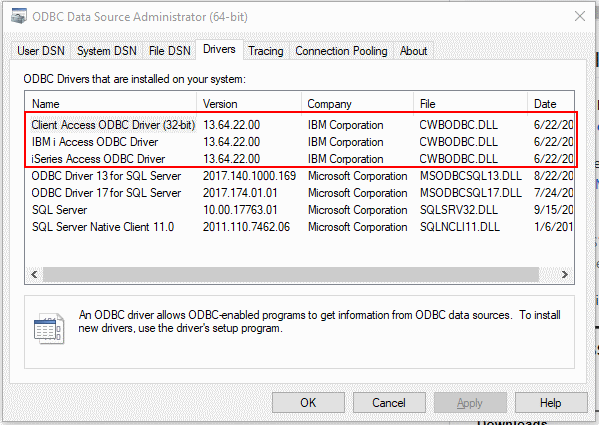 ODBC Data Source Administrator (64-bit)
User DSN System DSN File DSN Drivers Tracing Connection Pooling About
ODBC Drivers that are installed on your system:
Name Version Company File Date
Client Access ODBC Driver (32-bit) 13.64.22.00 IBM Corporation CWBODBC.DLL 6/22/20
IBM i Access ODBC Driver 13.64.22.00 IBM Corporation CWBODBC.DLL 6/22/20
iSeries Access ODBC Driver 13.64.22.00 IBM Corporation CWBODBC.DLL 6/22/20
ODBC Driver 13 for SQL Server 2017.140.1000.169 Microsoft Corporation MSODBCSQL13.DLL 8/22/20
ODBC Driver 17 for SQL Server 2017.174.01.01 Microsoft Corporation MSODBCSQL17.DLL 7/24/20
SQL Server 10.00.17763.01 Microsoft Corporation SQLSRV32.DLL 9/15/20
SQL Server Native Client 11.0 2011.110.7462.06 Microsoft Corporation SQLNCLI11.DLL 1/6/201
An ODBC driver allows ODBC-enabled programs to get information from ODBC data sources. To install
new drivers, use the driver's setup program.
OK Cancel Apply Help